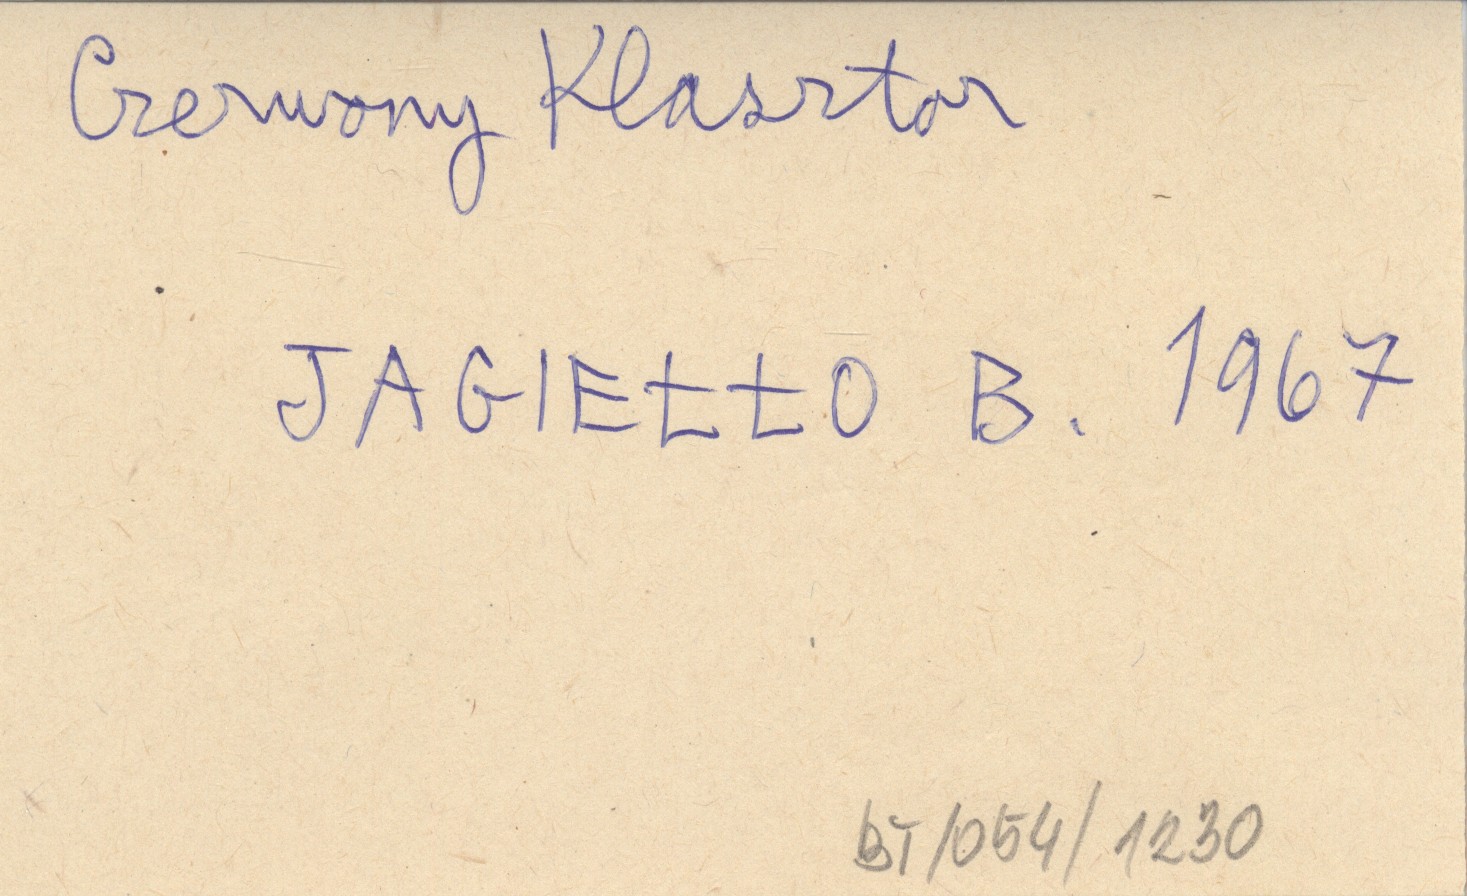 Czerwony Klasztor
JAGIEŁŁO B. 1967
BT/054/1230